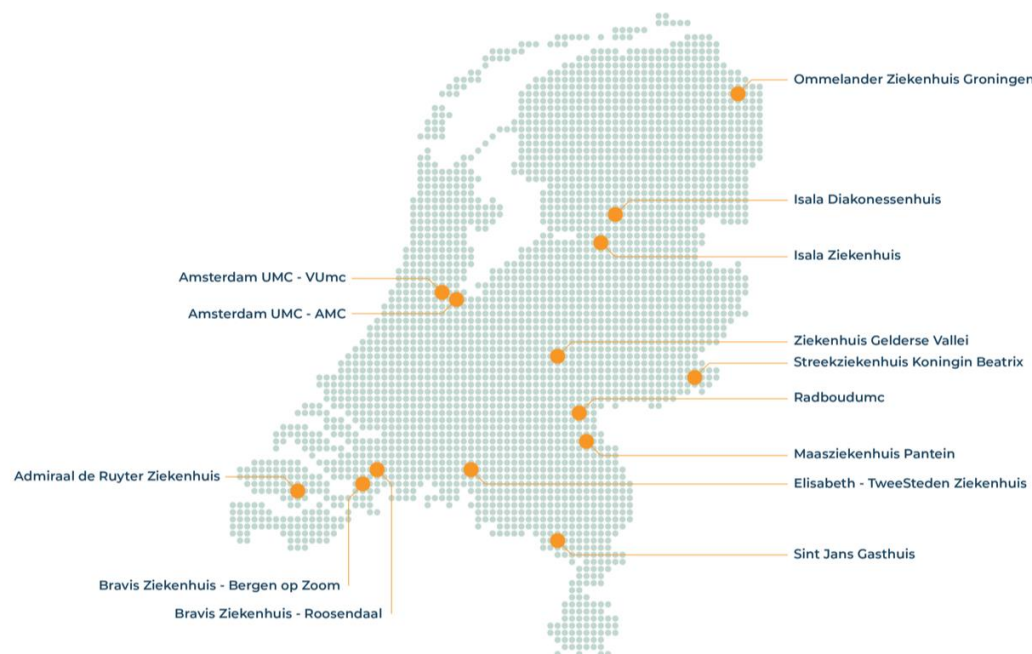 Ommelander Ziekenhuis Groningen
Isala Diakonessenhuis
Isala Ziekenhuis
Amsterdam UMC - VUmc
Amsterdam UMC - AMC
Ziekenhuis Gelderse Vallei
Streekziekenhuis Koningin Beatrix
Radboudumc
Maasziekenhuis Pantein
Admiraal de Ruyter Ziekenhuis
Elisabeth - TweeSteden Ziekenhuis
Sint Jans Gasthuis
Bravis Ziekenhuis - Bergen op Zoom
Bravis Ziekenhuis - Roosendaal